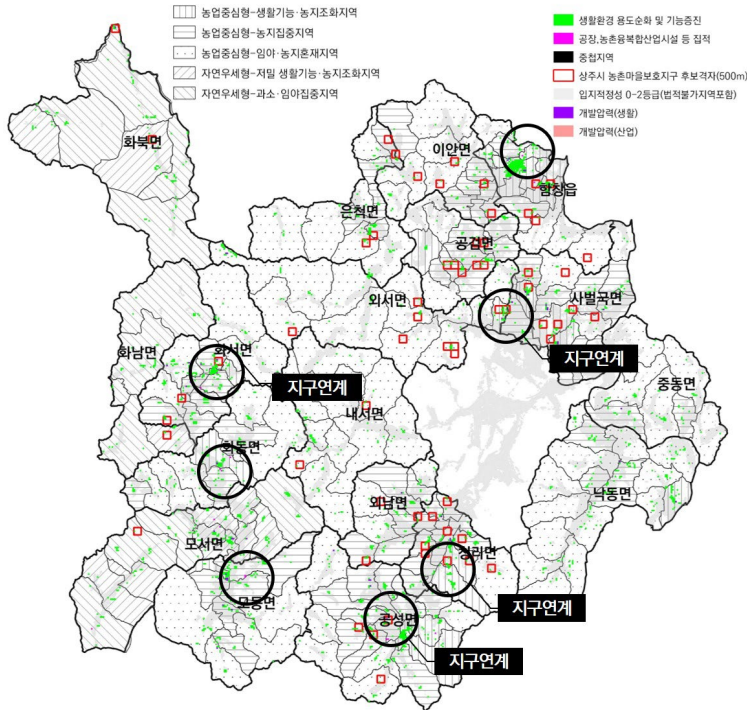 농업중심형-생활기능·농지조화지역
농업중심형-농지집중지역
농업중심형-임야·농지혼재지역
자연우세형-저밀 생활기능·농지조화지역
자연우세형-과소·임야집중지역
생활환경 용도순화 및 기능증진
공장,농촌융복합산업시설 등 집적
중첩지역
상주시 농촌마을보호지구 후보격자(500m)
입지적정성 0-2등급(법적불가지역포함)
개발압력(생활)
개발압력(산업)
화북면
이안면
함창읍
은척면
공검면
외서면
사벌국면
화남면
화서면
지구연계
지구연계
중동면
내서면
화동면
낙동면
외남면
모서면
청리면
모동면
지구연계
공성면
지구연계